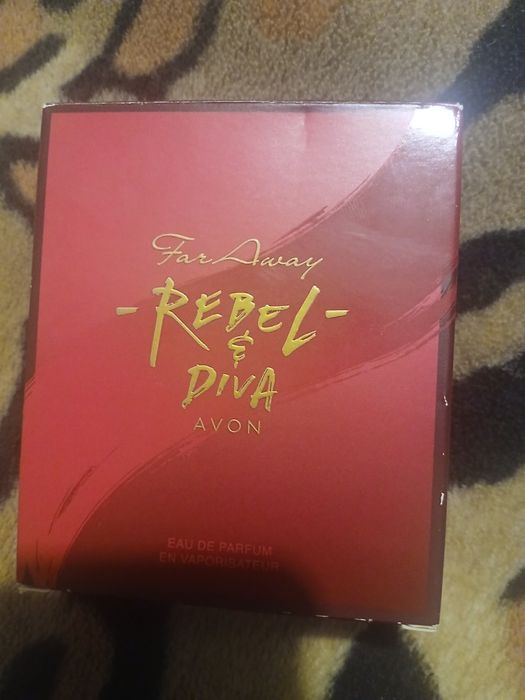 Far Away
- REBEL -
&
DIVA
AVON
EAU DE PARFUM
EN VAPORISATEUR